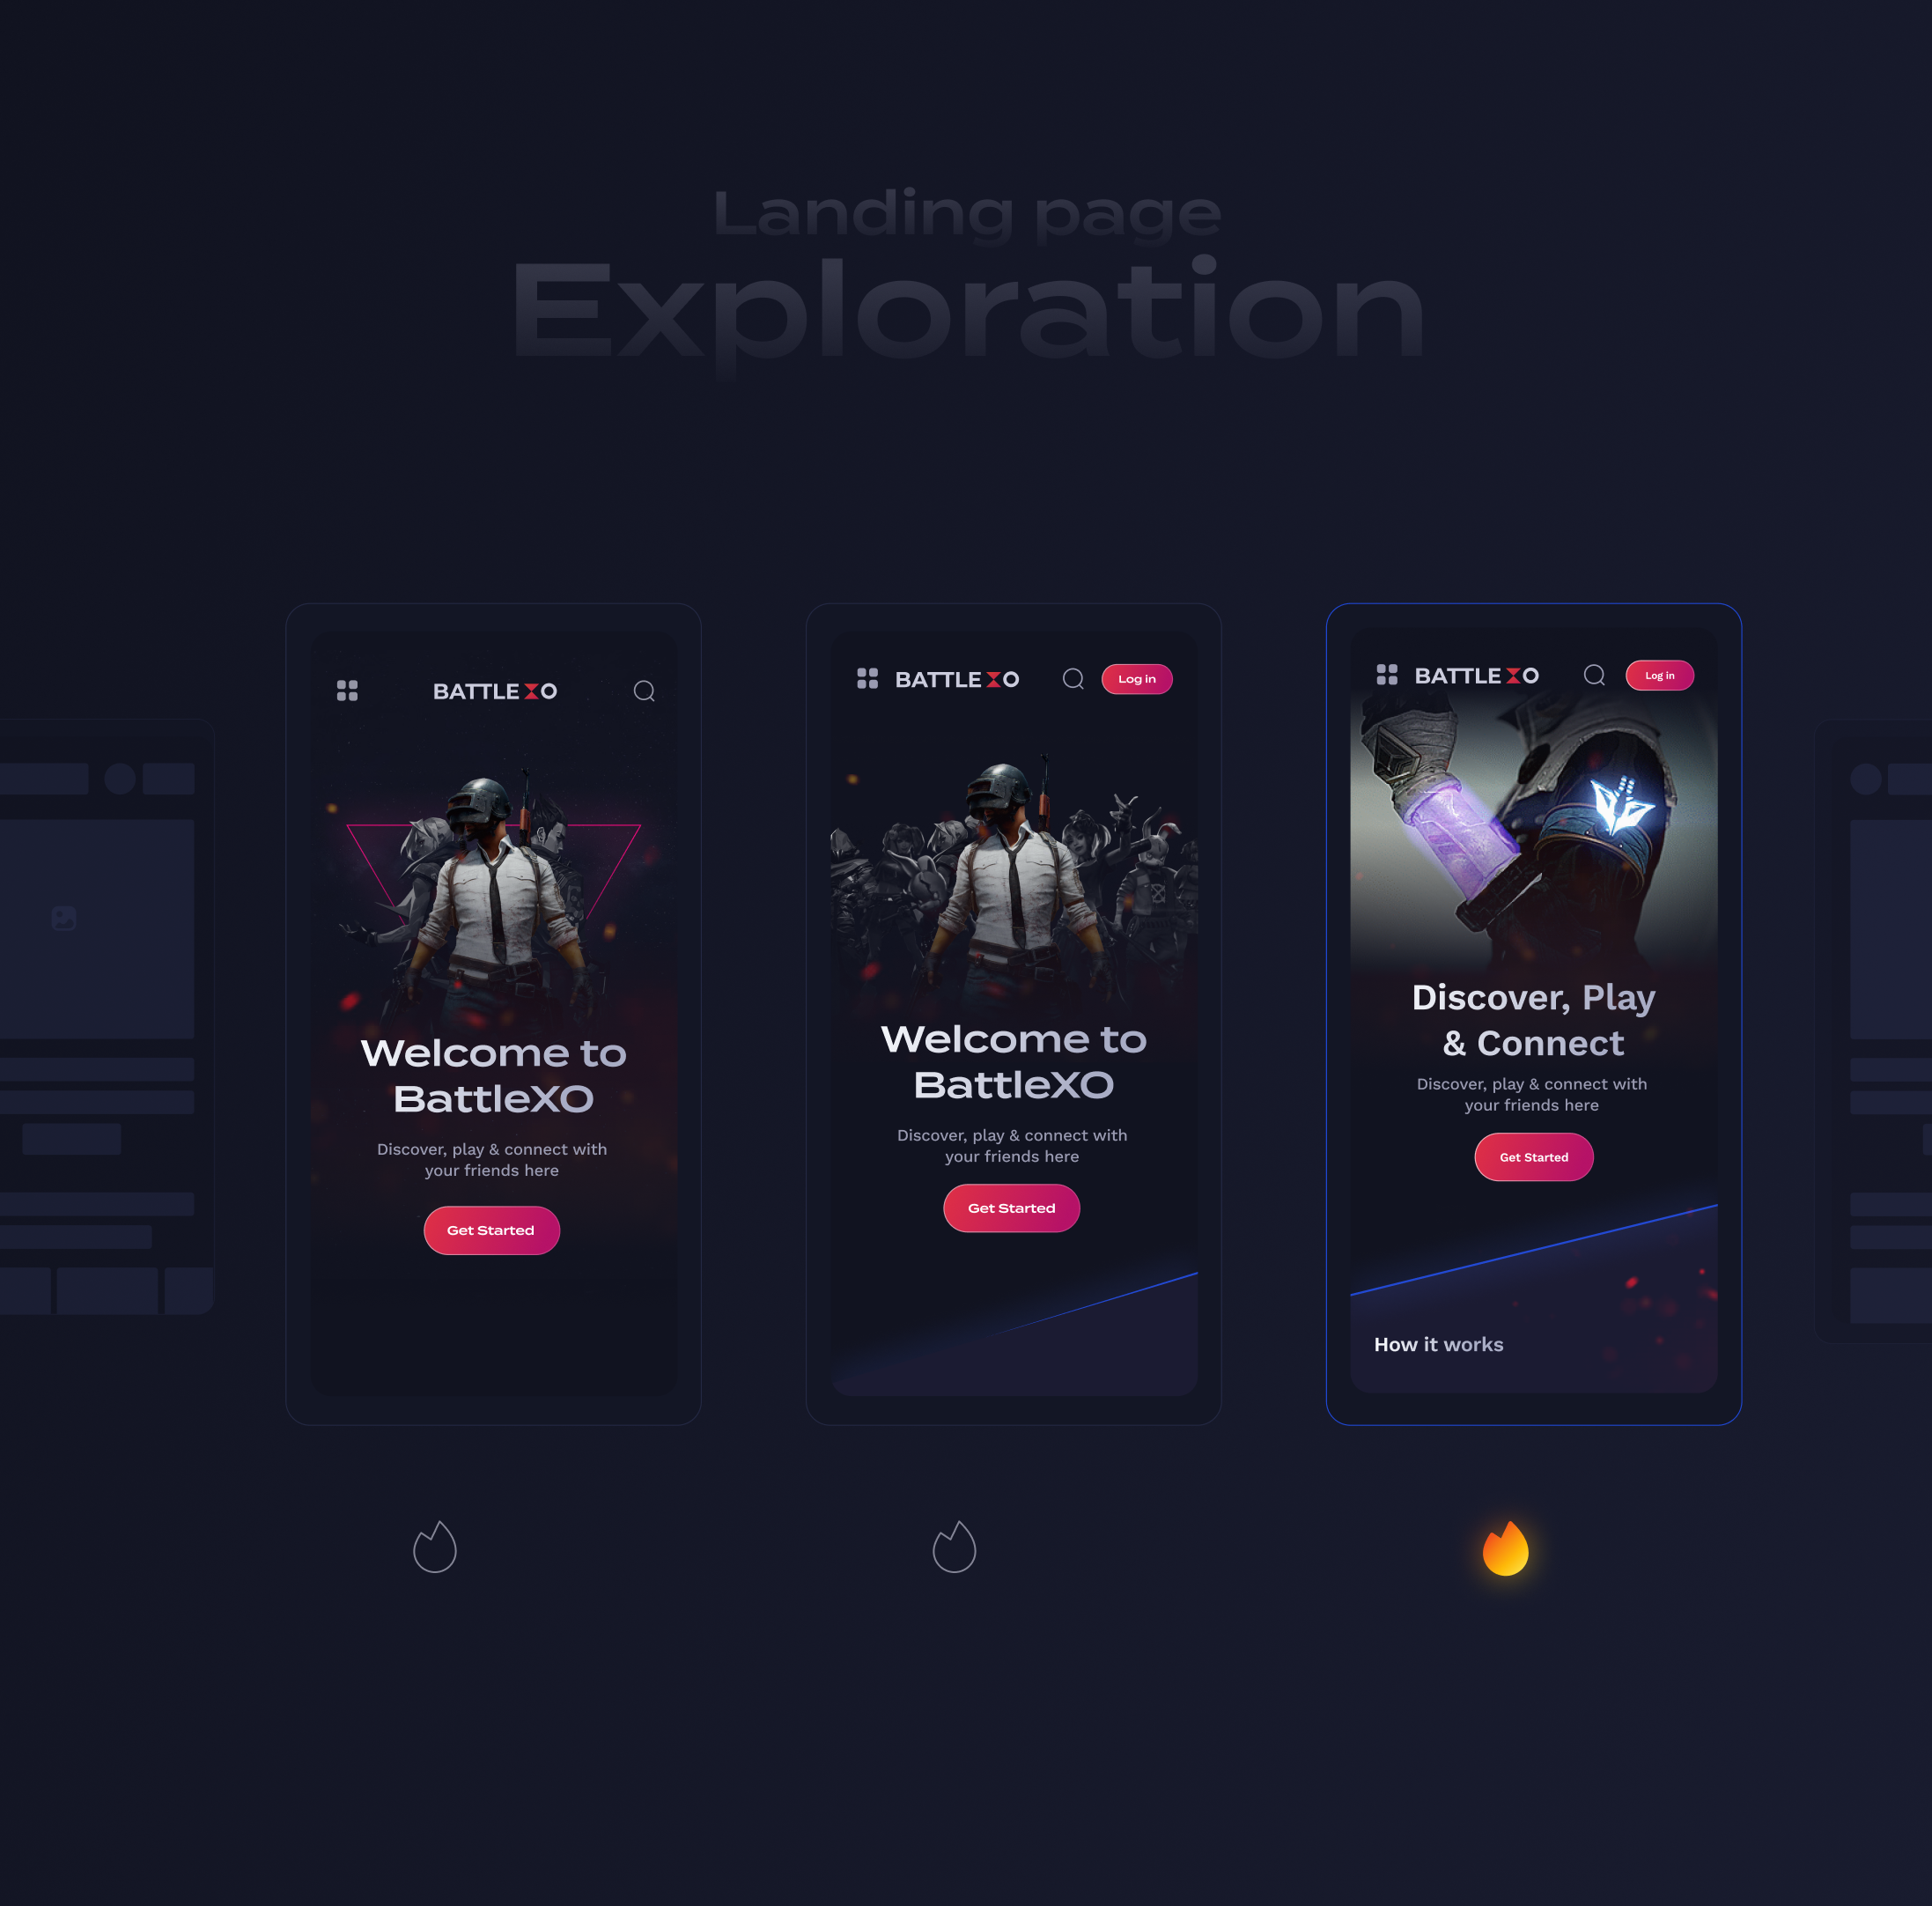 Landing page
Exploration
BATTLE XO
Welcome to
BattleXO
Discover, play & connect with
your friends here
Get Started
BATTLE XO
Log in
Welcome to
BattleXO
Discover, play & connect with
your friends here
Get Started
BATTLE XO
Log in
Discover, Play
& Connect
Discover, play & connect with
your friends here
Get Started
How it works